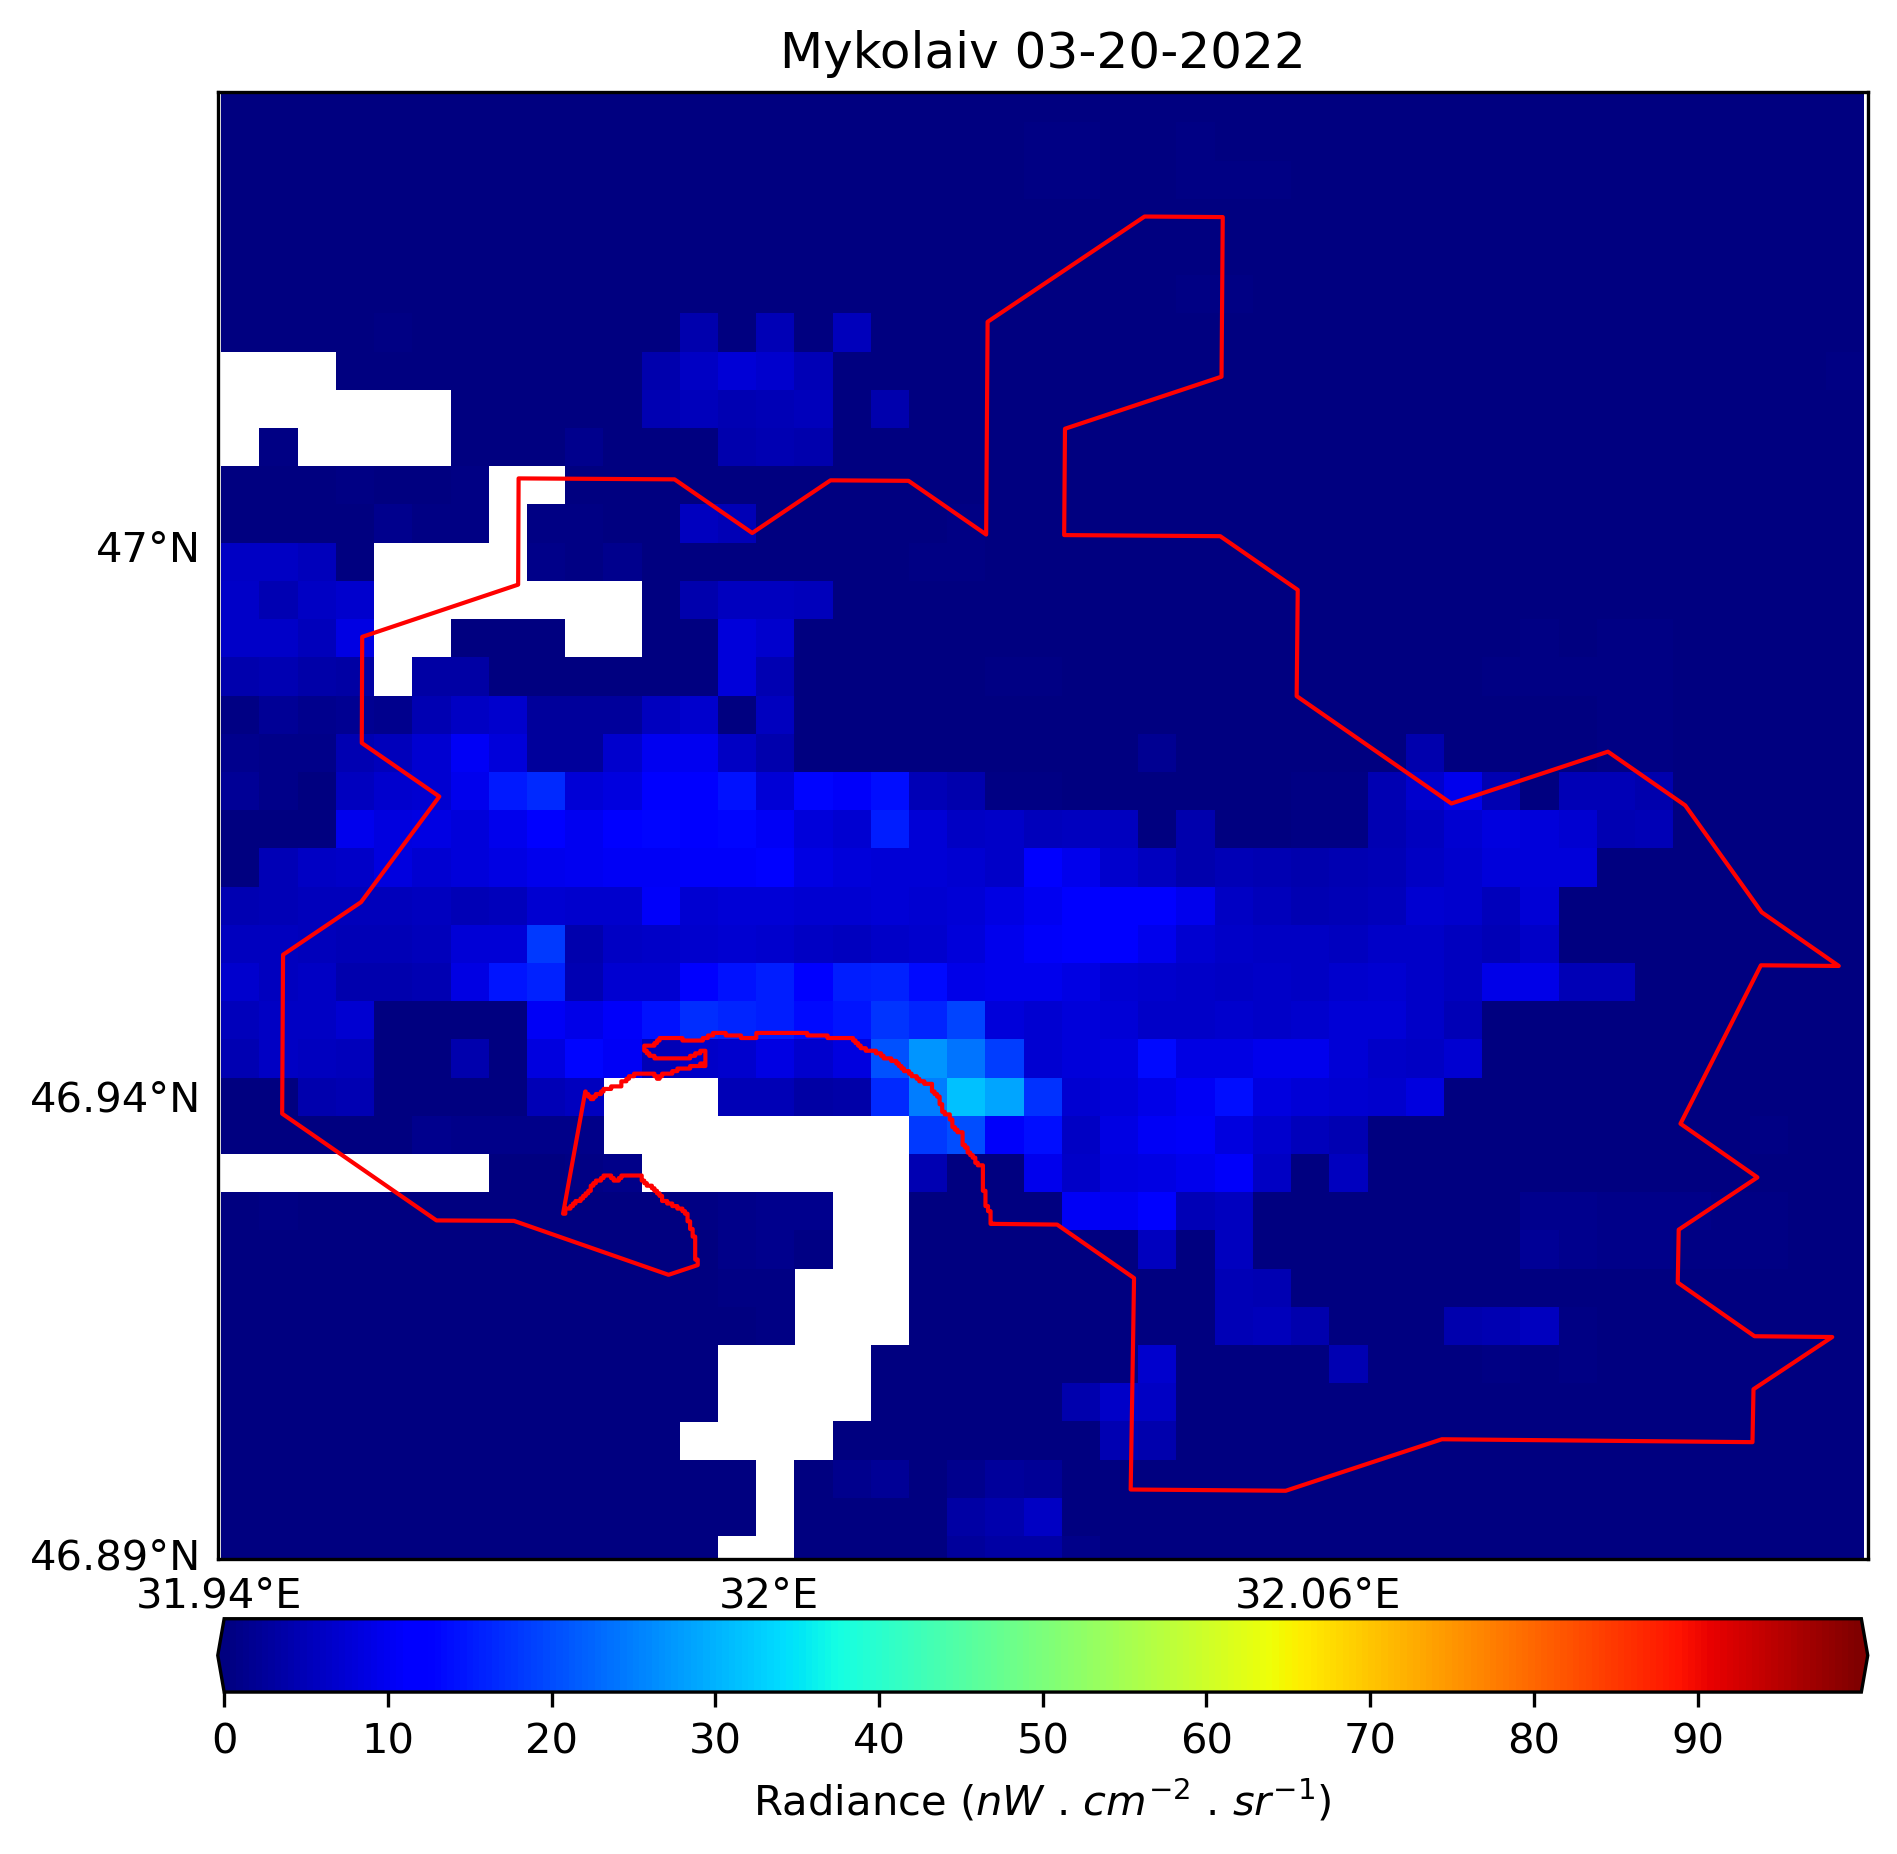 Mykolaiv 03-20-2022
47°N
46.94°N
46.89°N
31.94°E 32°E 32.06°E
0 10 20 30 40 50 60 70 80 90
Radiance (nW . cm⁻² . sr⁻¹)